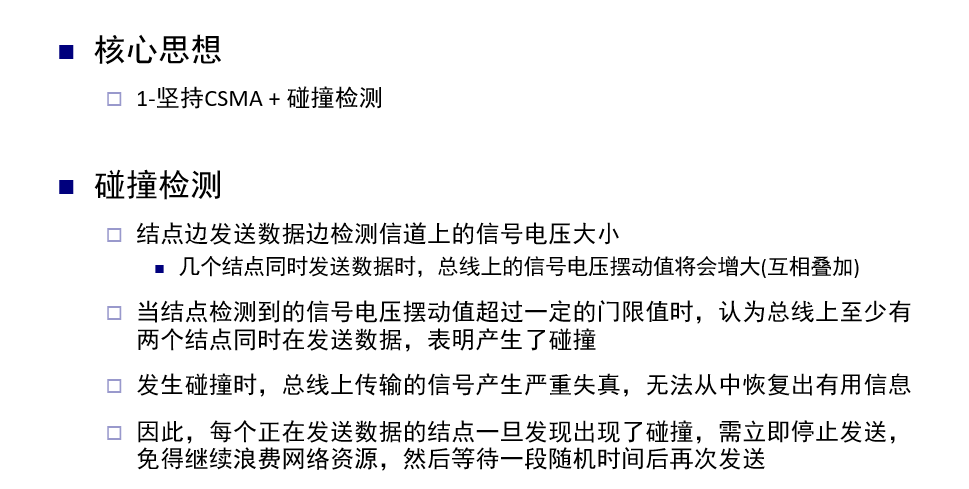 核心思想
1-坚持CSMA + 碰撞检测
碰撞检测
结点边发送数据边检测信道上的信号电压大小
几个结点同时发送数据时，总线上的信号电压摆动值将会增大(互相叠加)
当结点检测到的信号电压摆动值超过一定的门限值时，认为总线上至少有
两个结点同时在发送数据，表明产生了碰撞
发生碰撞时，总线上传输的信号产生严重失真，无法从中恢复出有用信息
因此，每个正在发送数据的结点一旦发现出现了碰撞，需立即停止发送，
免得继续浪费网络资源，然后等待一段随机时间后再次发送